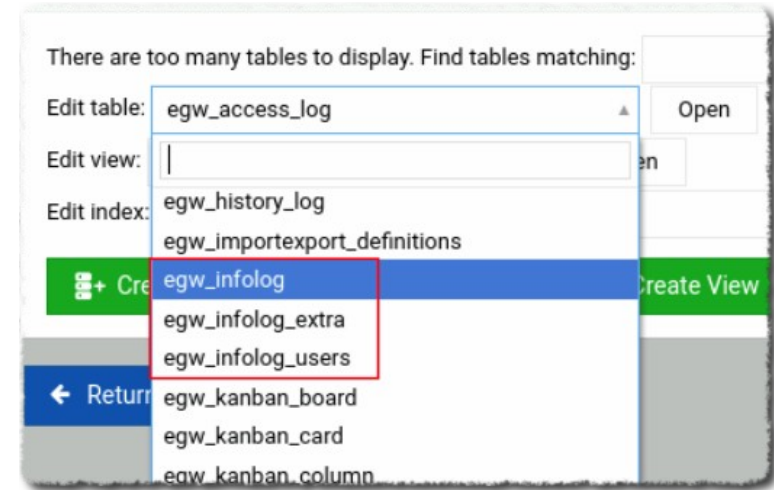 There are too many tables to display. Find tables matching:
Edit table: egw_access_log Open
Edit view:
Edit index:
egw_history_log
egw_importexport_definitions
egw_infolog
egw_infolog_extra
egw_infolog_users
egw_kanban_board
egw_kanban_card
egw_kanban_column
Create View
Return